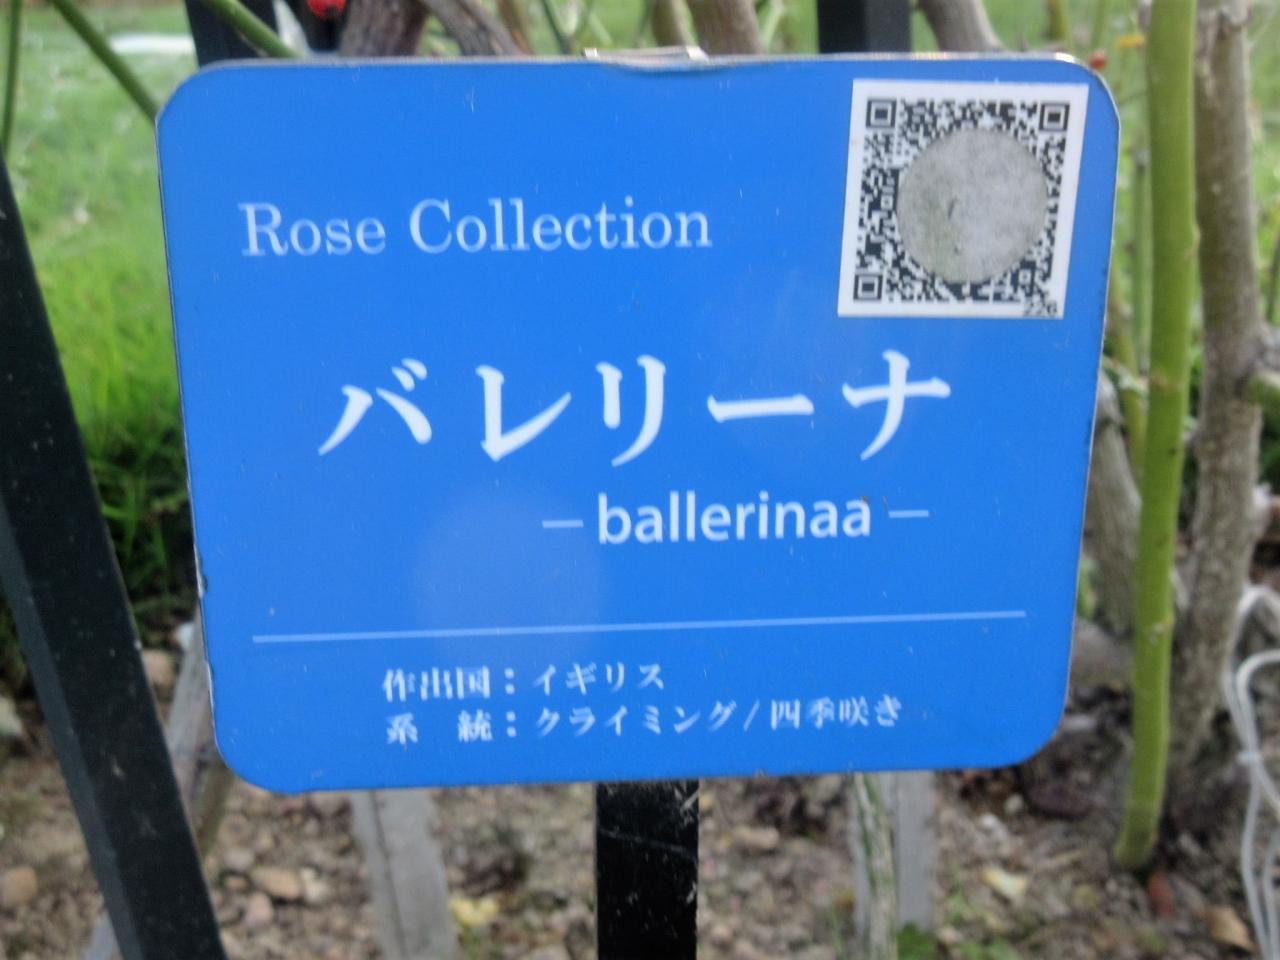 Rose Collection
226
バレリーナ
—ballerinaa—
作出国：イギリス
系　統：クライミング/四季咲き